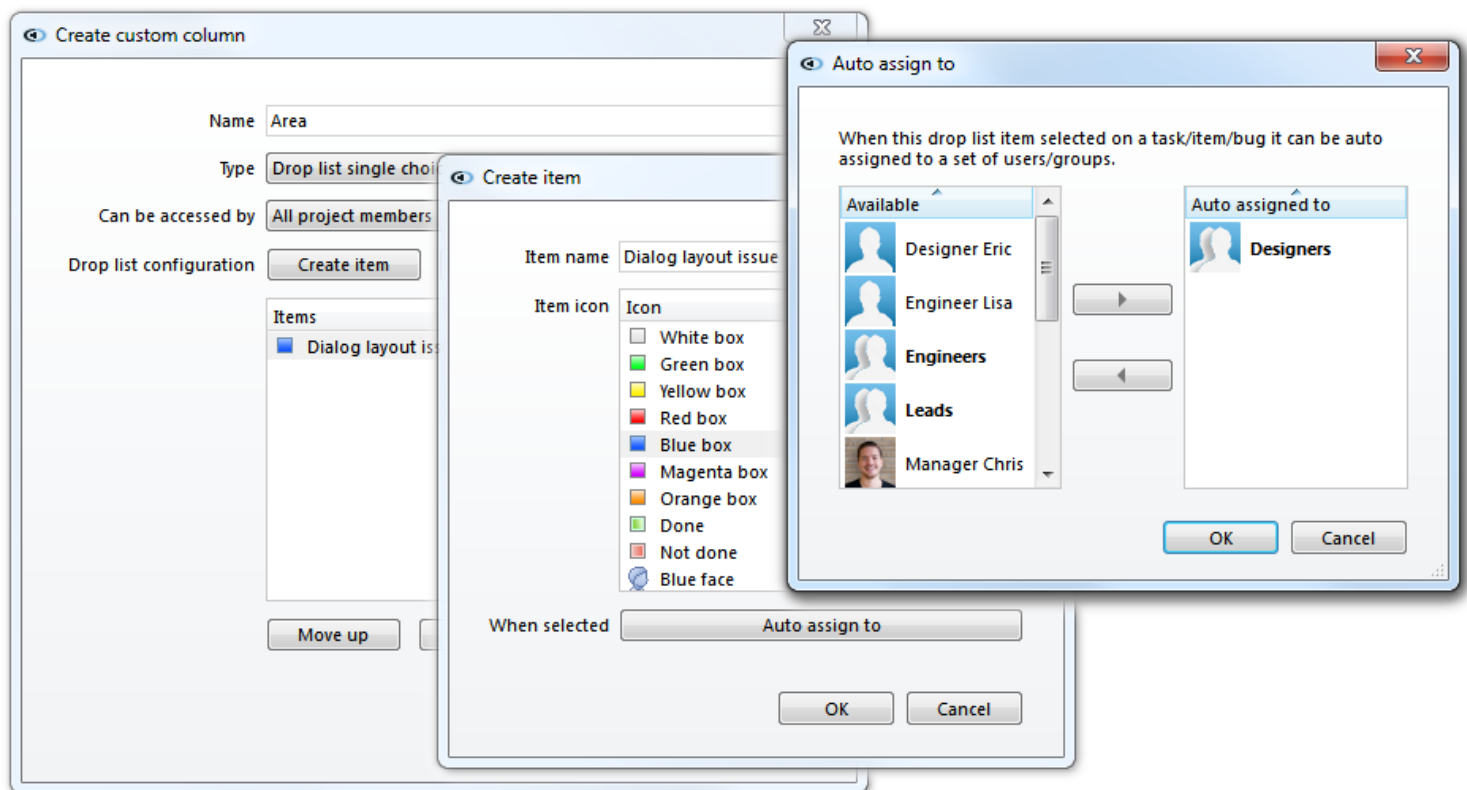 Create custom column
Name Area
Type Drop list single choi
Can be accessed by All project members
Drop list configuration Create item
Items
Dialog layout iss
Move up
Create item
Item name Dialog layout issue
Item icon Icon
White box
Green box
Yellow box
Red box
Blue box
Magenta box
Orange box
Done
Not done
Blue face
When selected Auto assign to
OK Cancel
Auto assign to
When this drop list item selected on a task/item/bug it can be auto
assigned to a set of users/groups.
Available
Designer Eric
Engineer Lisa
Engineers
Leads
Manager Chris
Auto assigned to
Designers
OK Cancel